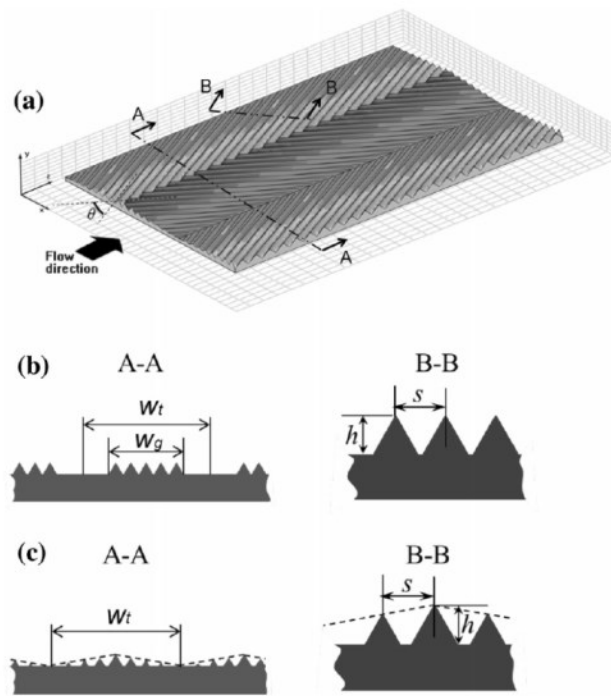 (a)
B
B
A
y
z
x
θ
Flow
direction
A
(b)
A-A
B-B
Wt
Wg
s
h
(c)
A-A
B-B
Wt
s
h